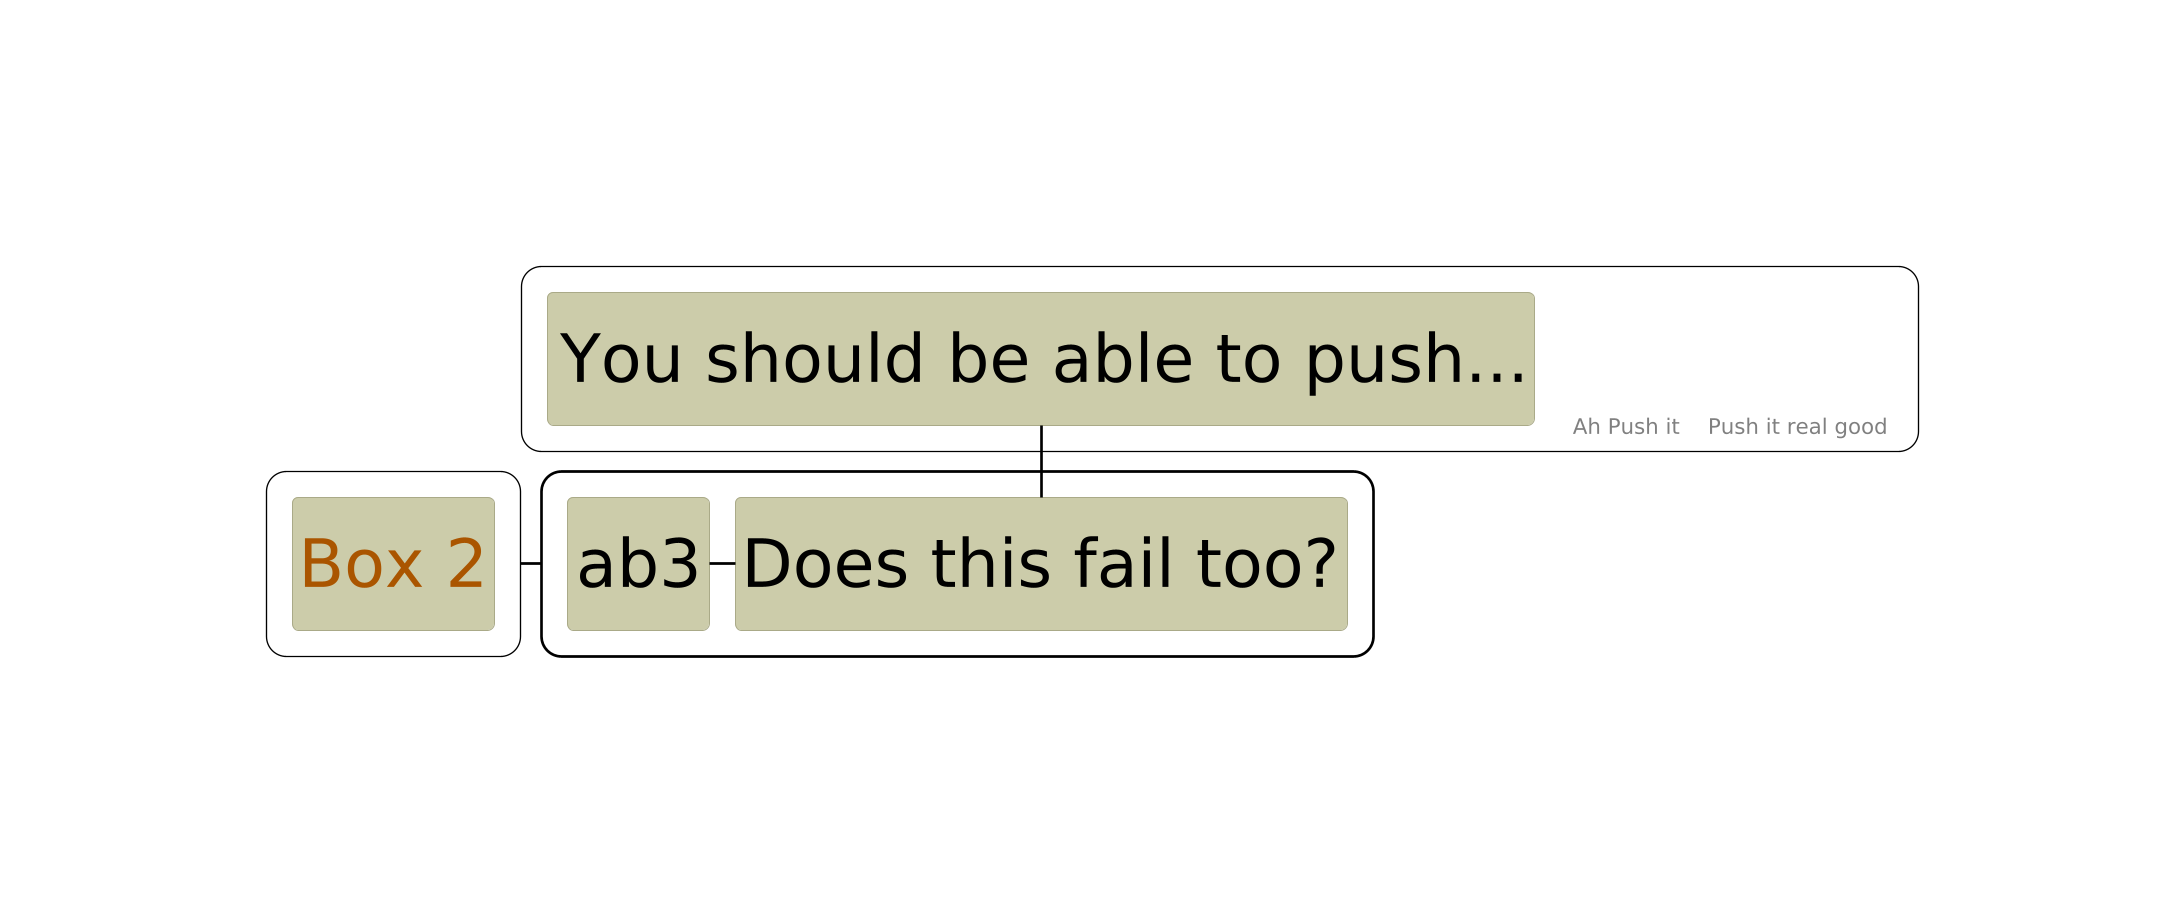 You should be able to push...
Ah Push it Push it real good
Box 2
ab3
Does this fail too?